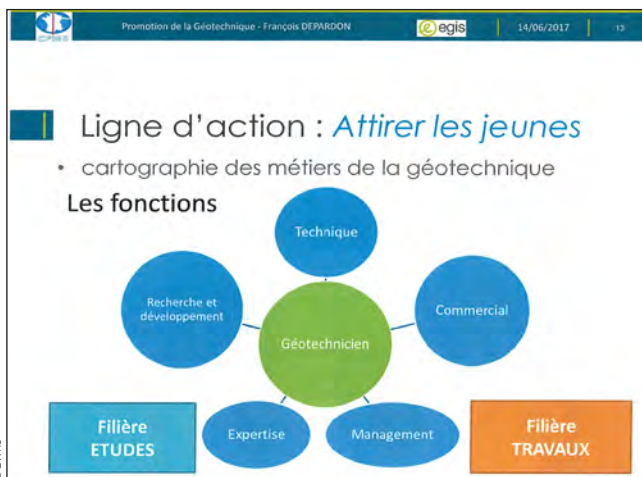 Promotion de la Géotechnique - François DEPARDON
egis
14/06/2017
13
Ligne d'action : Attirer les jeunes
• cartographie des métiers de la géotechnique
Les fonctions
Technique
Recherche et
développement
Commercial
Géotechnicien
Filière
ETUDES
Expertise
Management
Filière
TRAVAUX